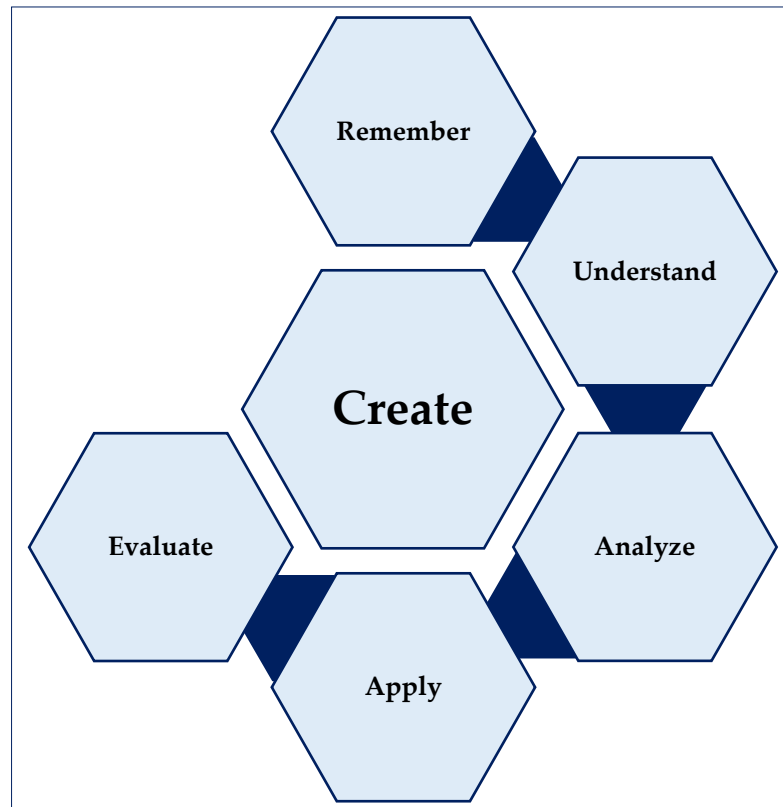 Remember
Understand
Create
Evaluate
Analyze
Apply